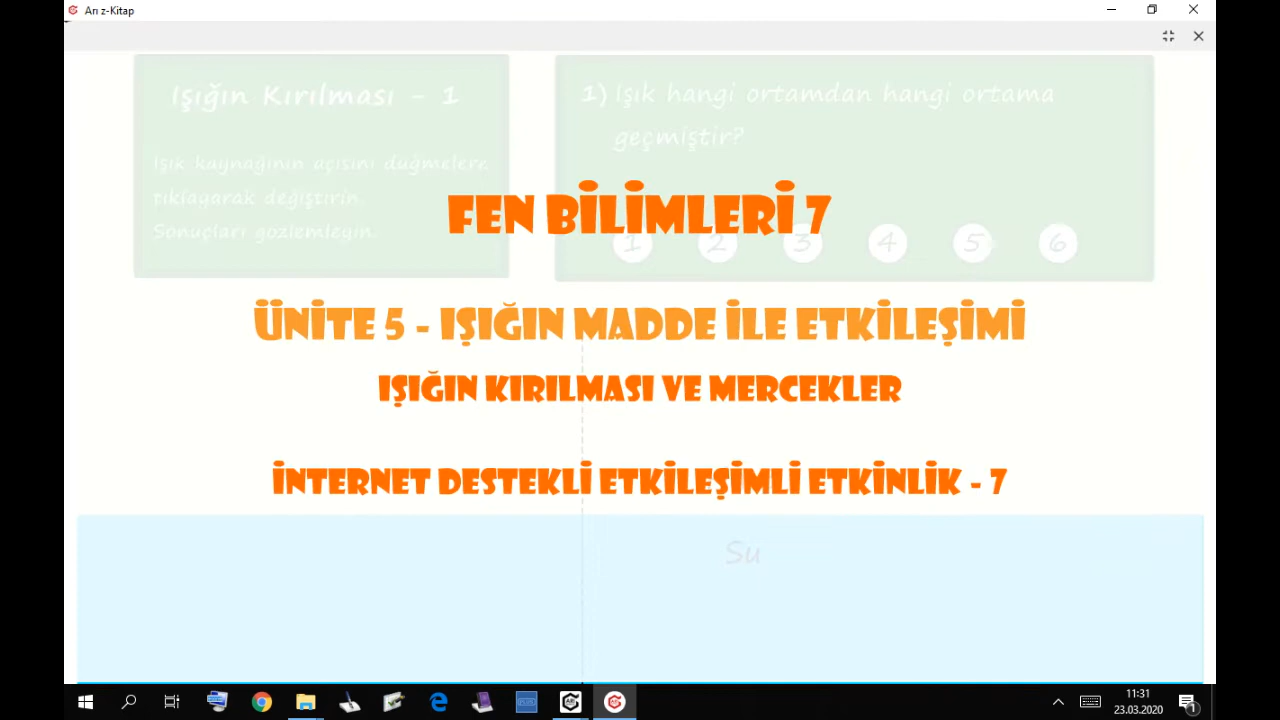 Arı z-Kitap
Işığın Kırılması - 1
Işık kaynağının açısını düğmelere
tıklayarak değiştirin.
Sonuçları gözlemleyin.
1) Işık hangi ortamdan hangi ortama
geçmiştir?
1 2 3 4 5 6
FEN BİLİMLERİ 7
ÜNİTE 5 - IŞIĞIN MADDE İLE ETKİLEŞİMİ
IŞIĞIN KIRILMASI VE MERCEKLER
İNTERNET DESTEKLİ ETKİLEŞİMLİ ETKİNLİK - 7
Su
11:31
23.03.2020
1